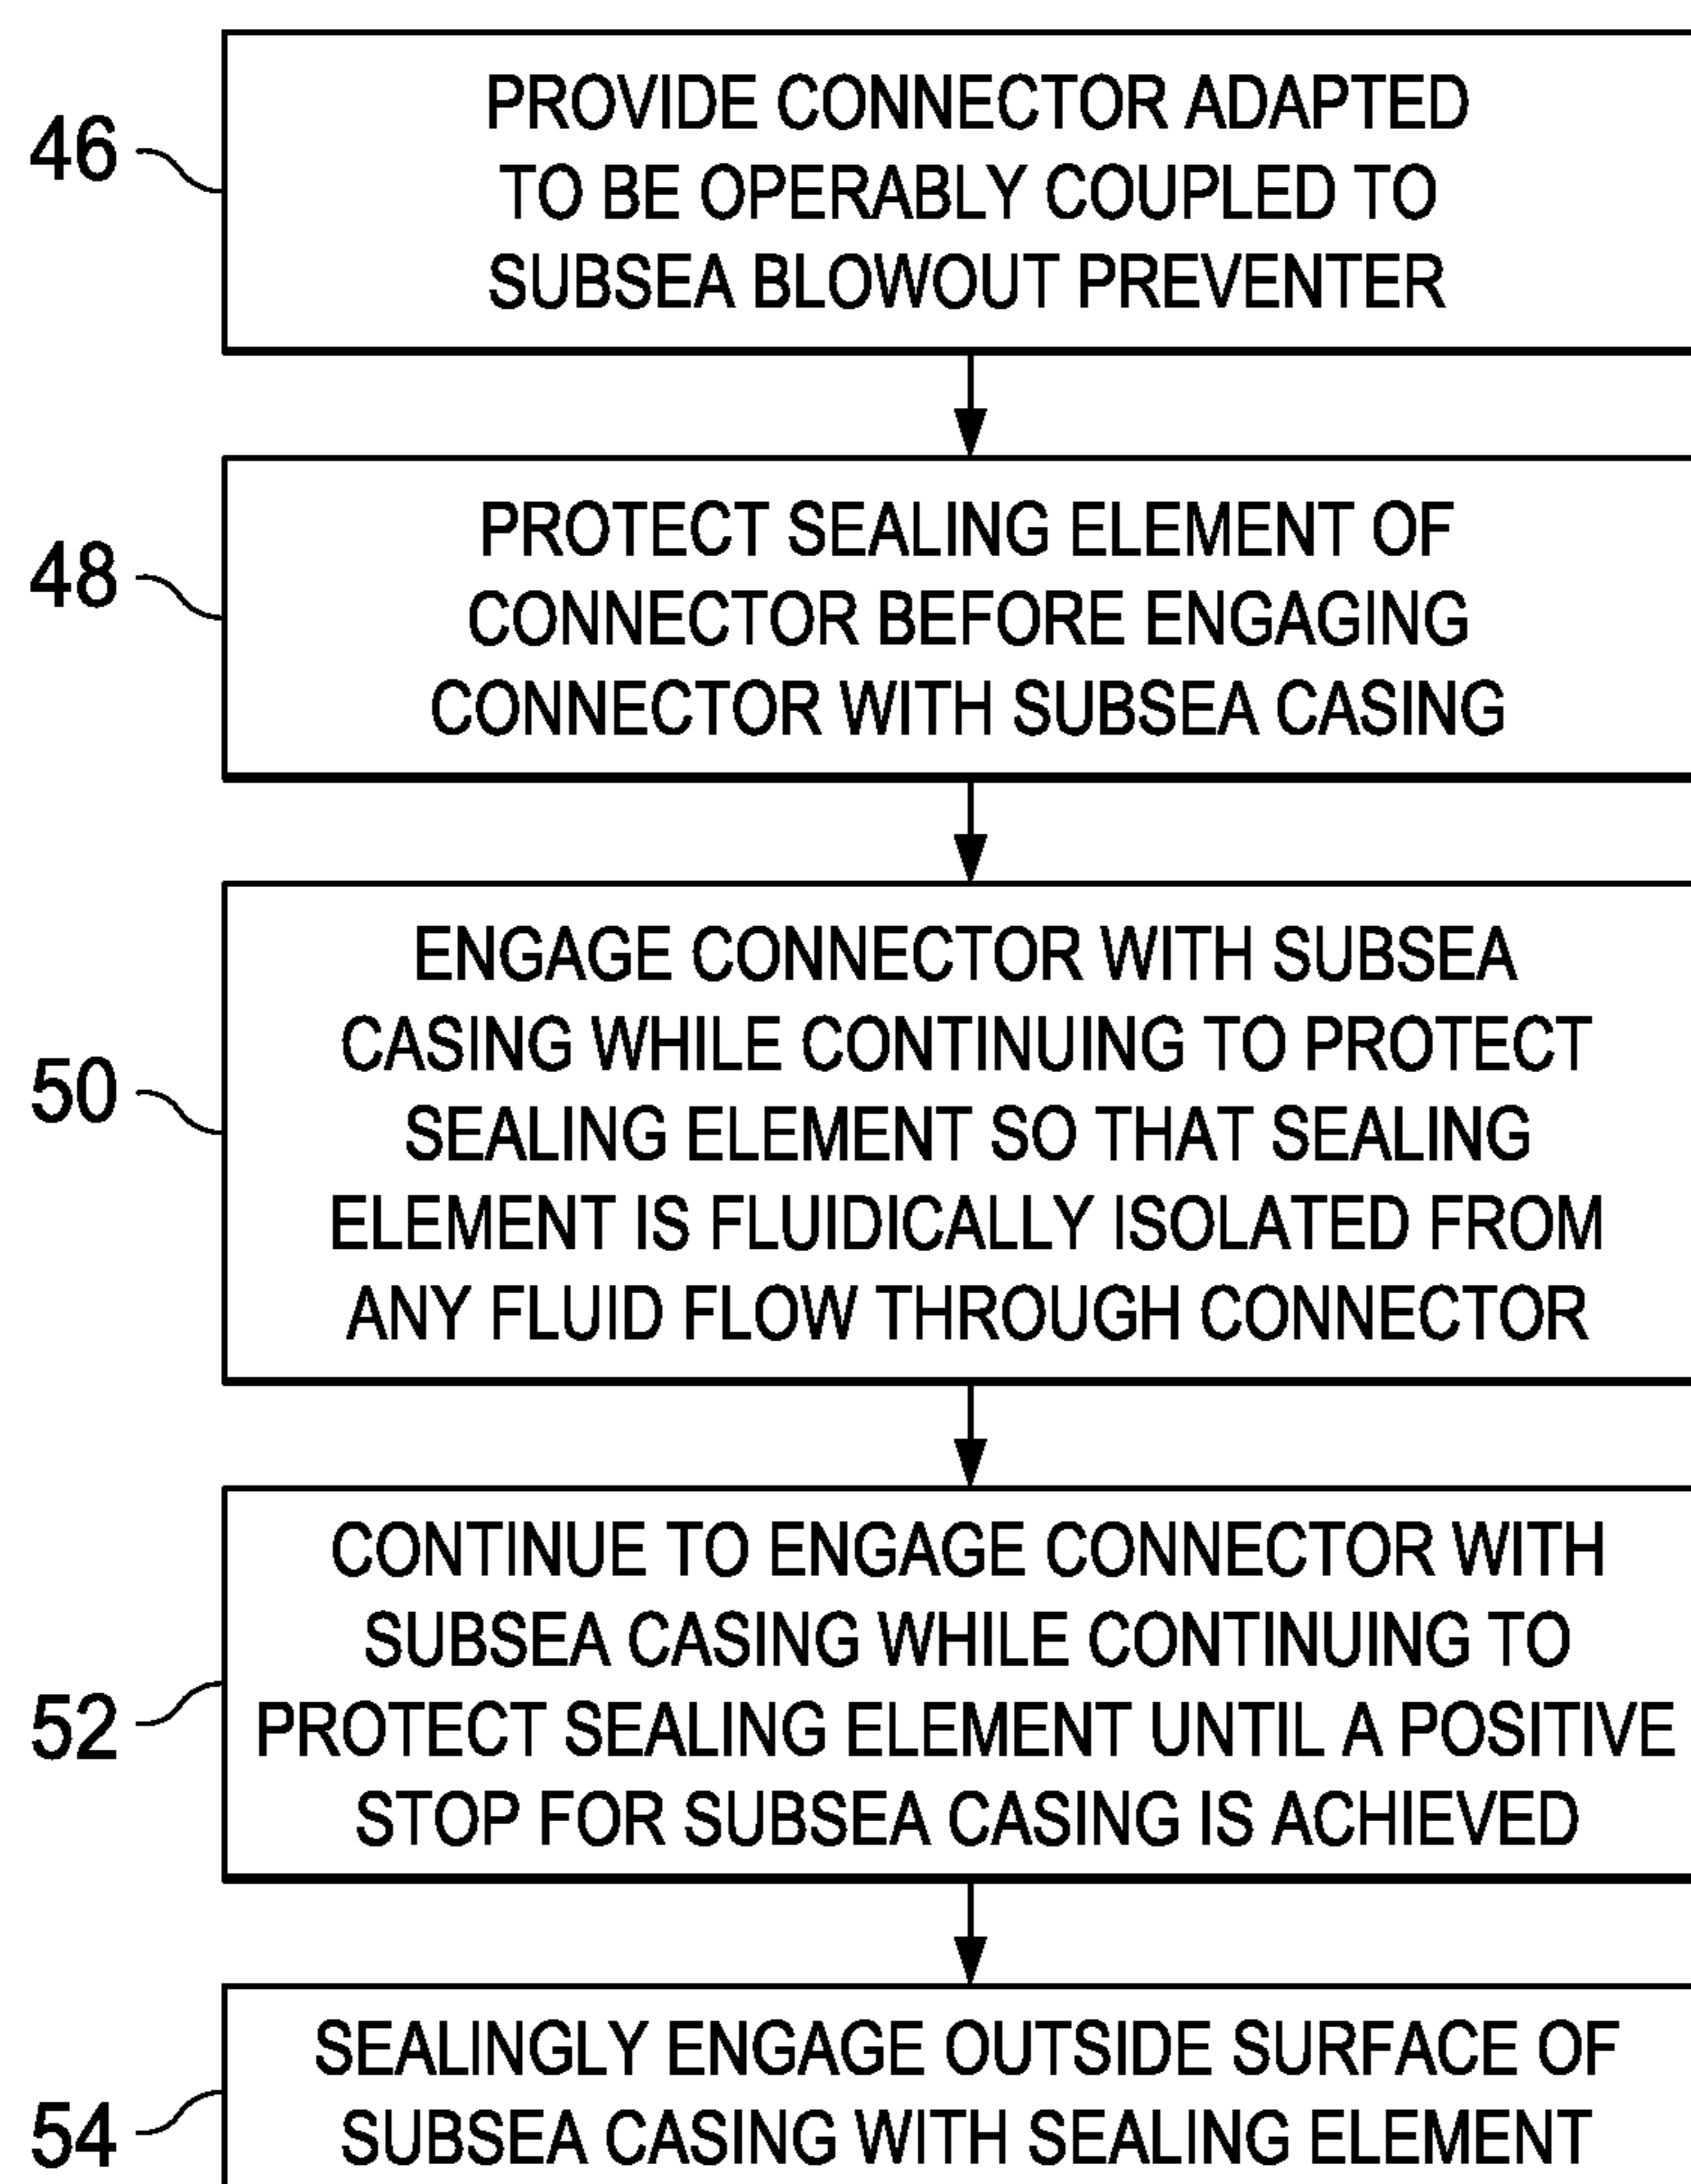 46
PROVIDE CONNECTOR ADAPTED
TO BE OPERABLY COUPLED TO
SUBSEA BLOWOUT PREVENTER
48
PROTECT SEALING ELEMENT OF
CONNECTOR BEFORE ENGAGING
CONNECTOR WITH SUBSEA CASING
50
ENGAGE CONNECTOR WITH SUBSEA
CASING WHILE CONTINUING TO PROTECT
SEALING ELEMENT SO THAT SEALING
ELEMENT IS FLUIDICALLY ISOLATED FROM
ANY FLUID FLOW THROUGH CONNECTOR
52
CONTINUE TO ENGAGE CONNECTOR WITH
SUBSEA CASING WHILE CONTINUING TO
PROTECT SEALING ELEMENT UNTIL A POSITIVE
STOP FOR SUBSEA CASING IS ACHIEVED
54
SEALINGLY ENGAGE OUTSIDE SURFACE OF
SUBSEA CASING WITH SEALING ELEMENT